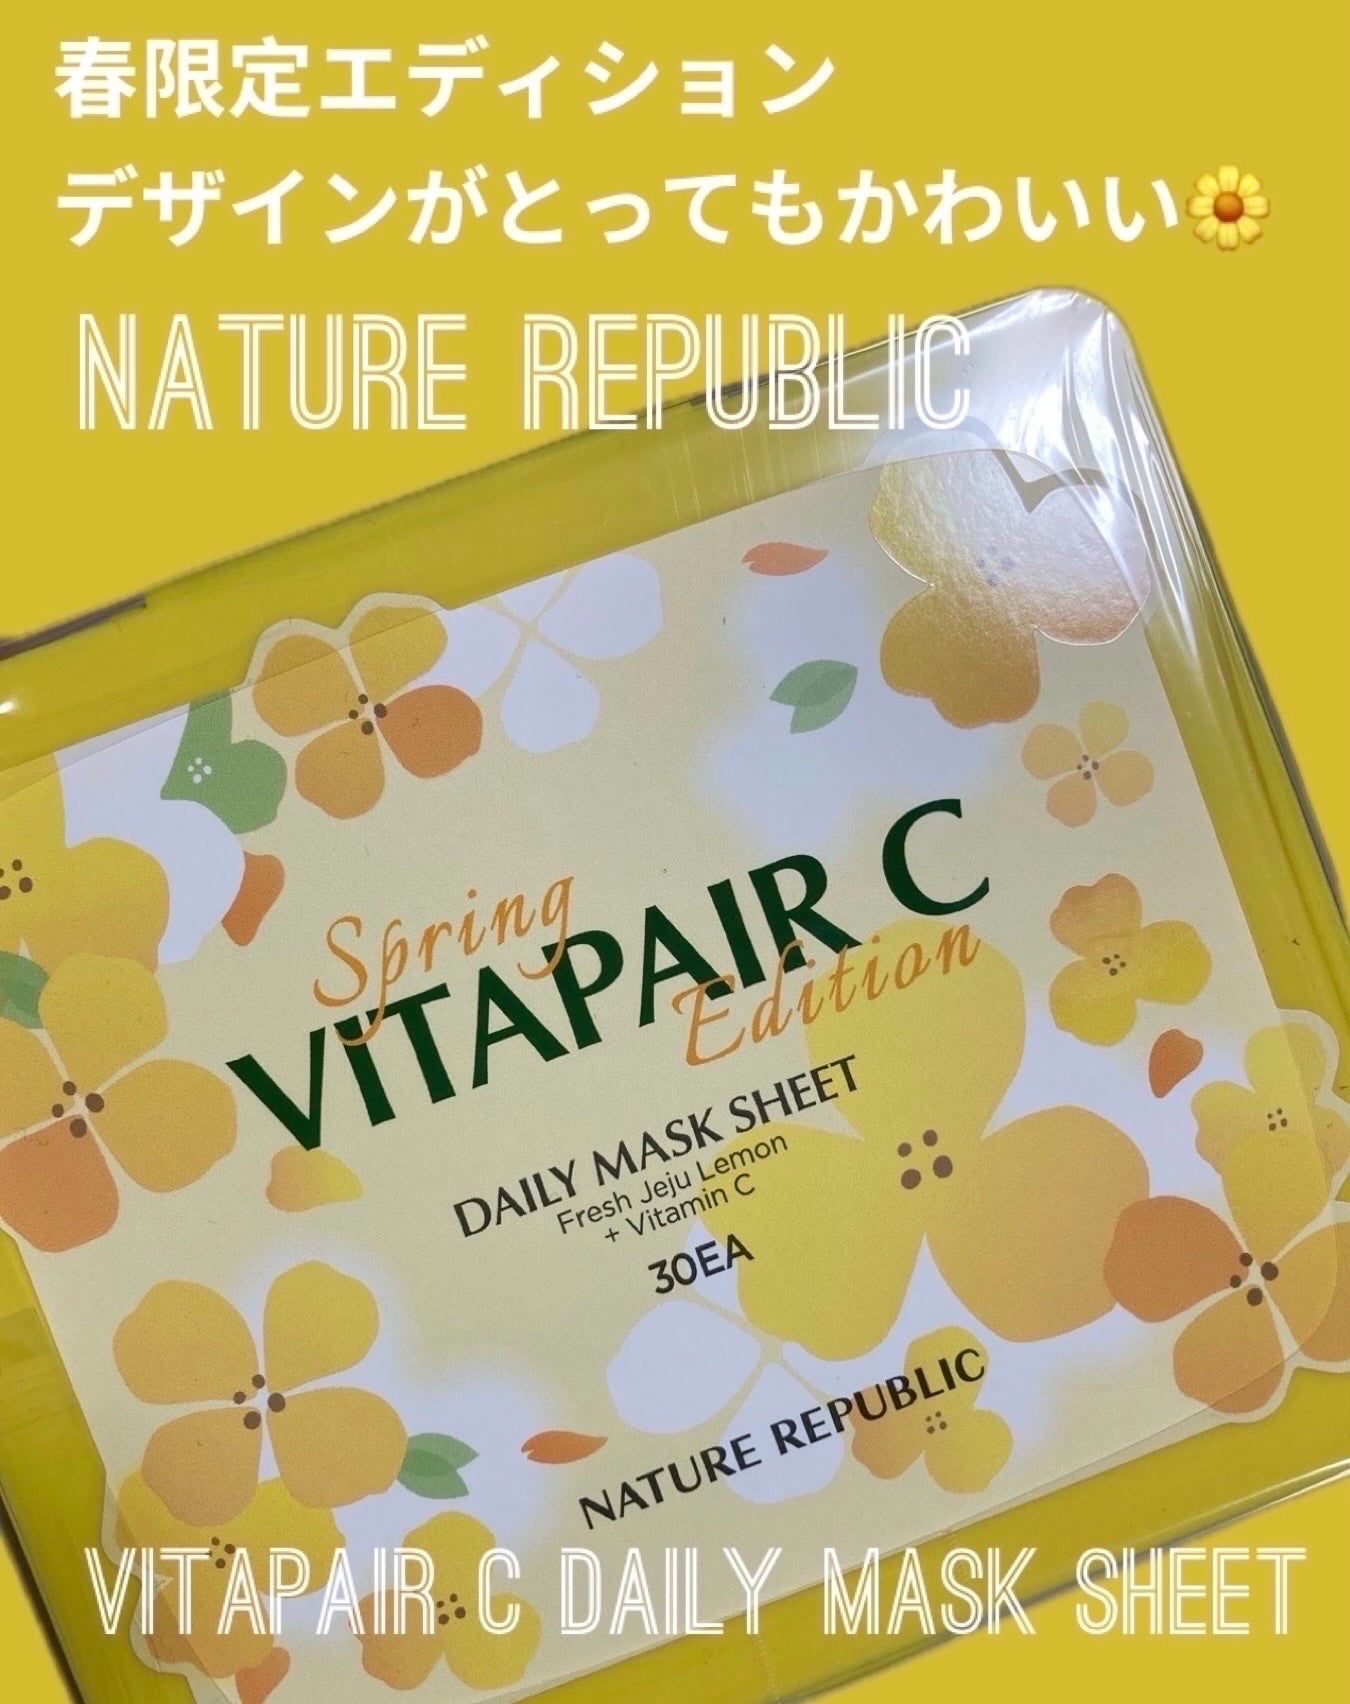 春限定エディション
デザインがとってもかわいい🌼
NATURE REPUBLIC
Spring
VITAPAIR C
Edition
DAILY MASK SHEET
Fresh Jeju Lemon
+ Vitamin C
30EA
NATURE REPUBLIC
VITAPAIR C DAILY MASK SHEET